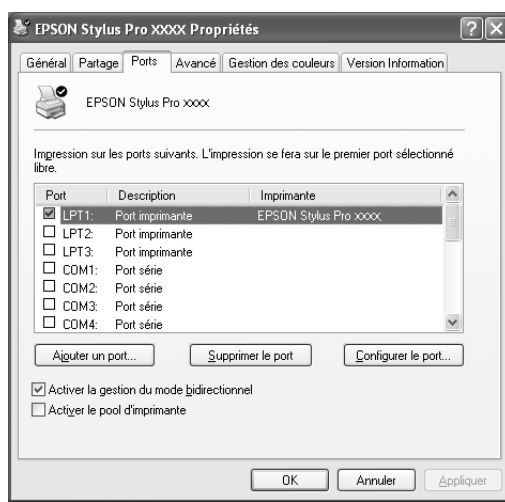 EPSON Stylus Pro XXXX Propriétés
Général Partage Ports Avancé Gestion des couleurs Version Information
EPSON Stylus Pro xxxx
Impression sur les ports suivants. L'impression se fera sur le premier port sélectionné
libre.
Port Description Imprimante
LPT1: Port imprimante EPSON Stylus Pro xxxx
LPT2: Port imprimante
LPT3: Port imprimante
COM1: Port série
COM2: Port série
COM3: Port série
COM4: Port série
Ajouter un port... Supprimer le port Configurer le port...
Activer la gestion du mode bidirectionnel
Activer le pool d'imprimante
OK Annuler Appliquer